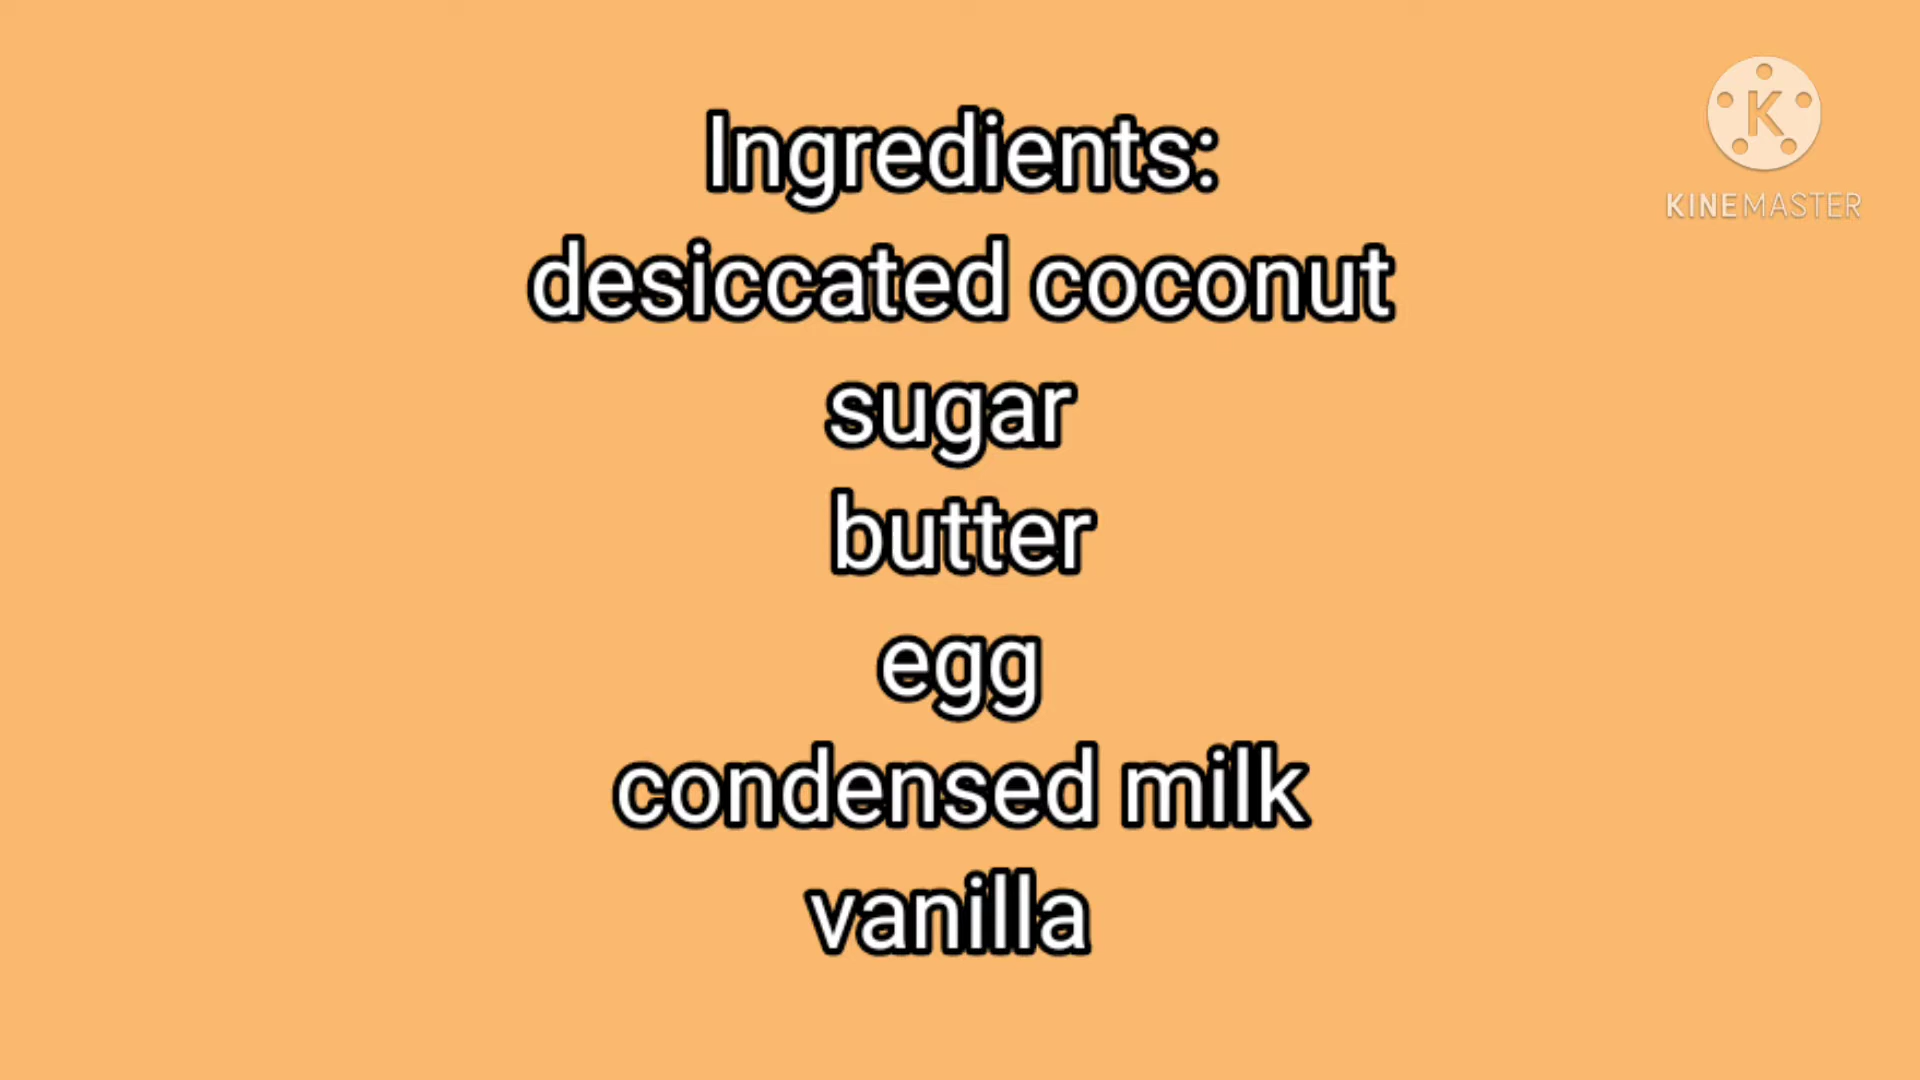 Ingredients:
desiccated coconut
sugar
butter
egg
condensed milk
vanilla
K
KINEMASTER